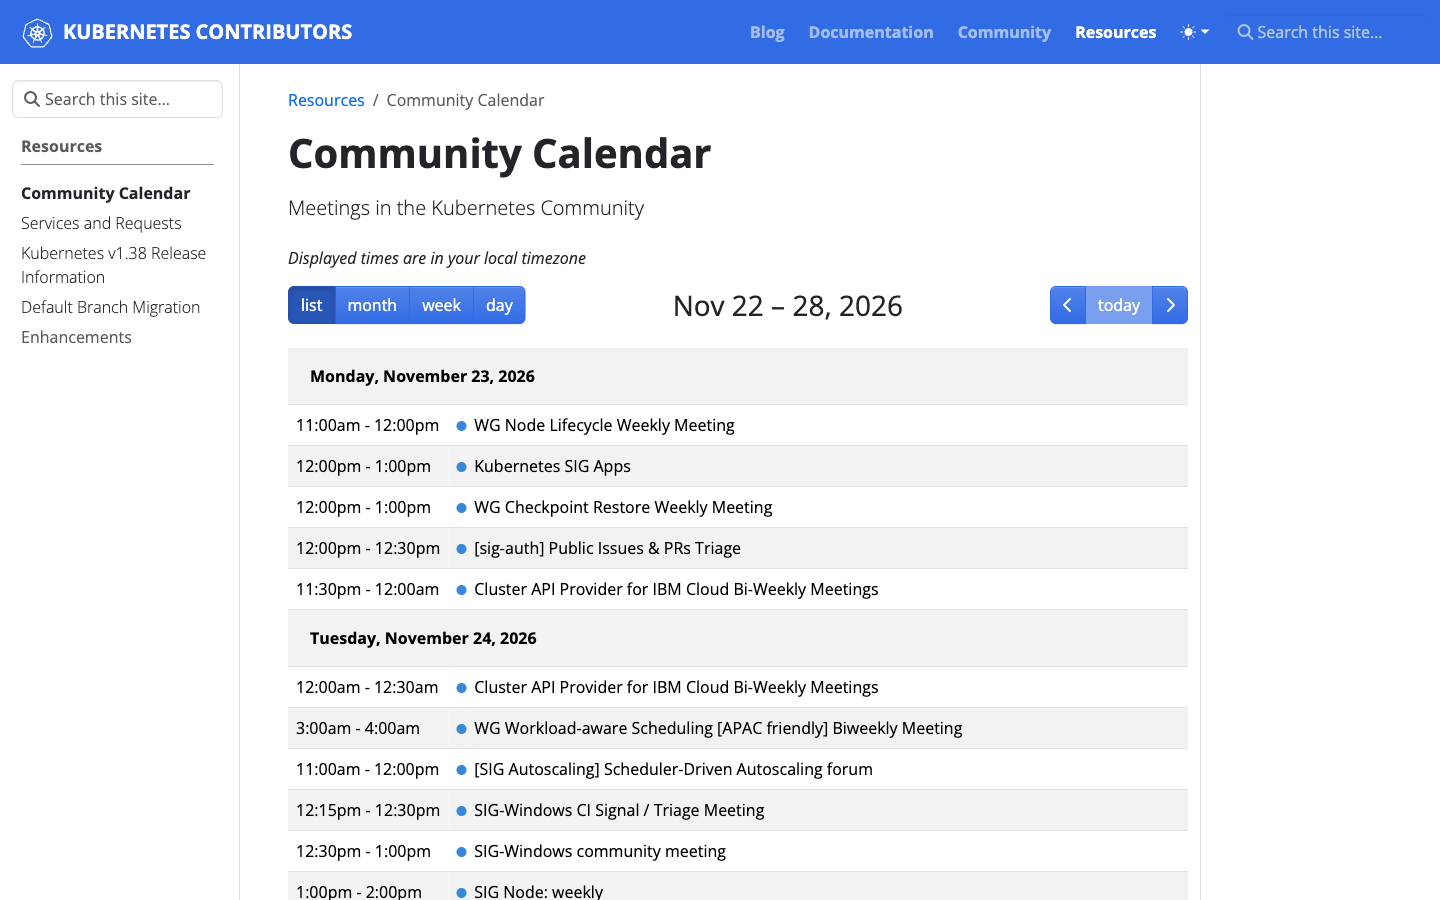 KUBERNETES CONTRIBUTORS
Blog
Documentation
Community
Resources
Search this site...
Search this site...
Resources
Community Calendar
Services and Requests
Kubernetes v1.38 Release
Information
Default Branch Migration
Enhancements
Resources / Community Calendar
Community Calendar
Meetings in the Kubernetes Community
Displayed times are in your local timezone
list month week day
Nov 22 – 28, 2026
today
Monday, November 23, 2026
11:00am - 12:00pm WG Node Lifecycle Weekly Meeting
12:00pm - 1:00pm Kubernetes SIG Apps
12:00pm - 1:00pm WG Checkpoint Restore Weekly Meeting
12:00pm - 12:30pm [sig-auth] Public Issues & PRs Triage
11:30pm - 12:00am Cluster API Provider for IBM Cloud Bi-Weekly Meetings
Tuesday, November 24, 2026
12:00am - 12:30am Cluster API Provider for IBM Cloud Bi-Weekly Meetings
3:00am - 4:00am WG Workload-aware Scheduling [APAC friendly] Biweekly Meeting
11:00am - 12:00pm [SIG Autoscaling] Scheduler-Driven Autoscaling forum
12:15pm - 12:30pm SIG-Windows CI Signal / Triage Meeting
12:30pm - 1:00pm SIG-Windows community meeting
1:00pm - 2:00pm SIG Node: weekly